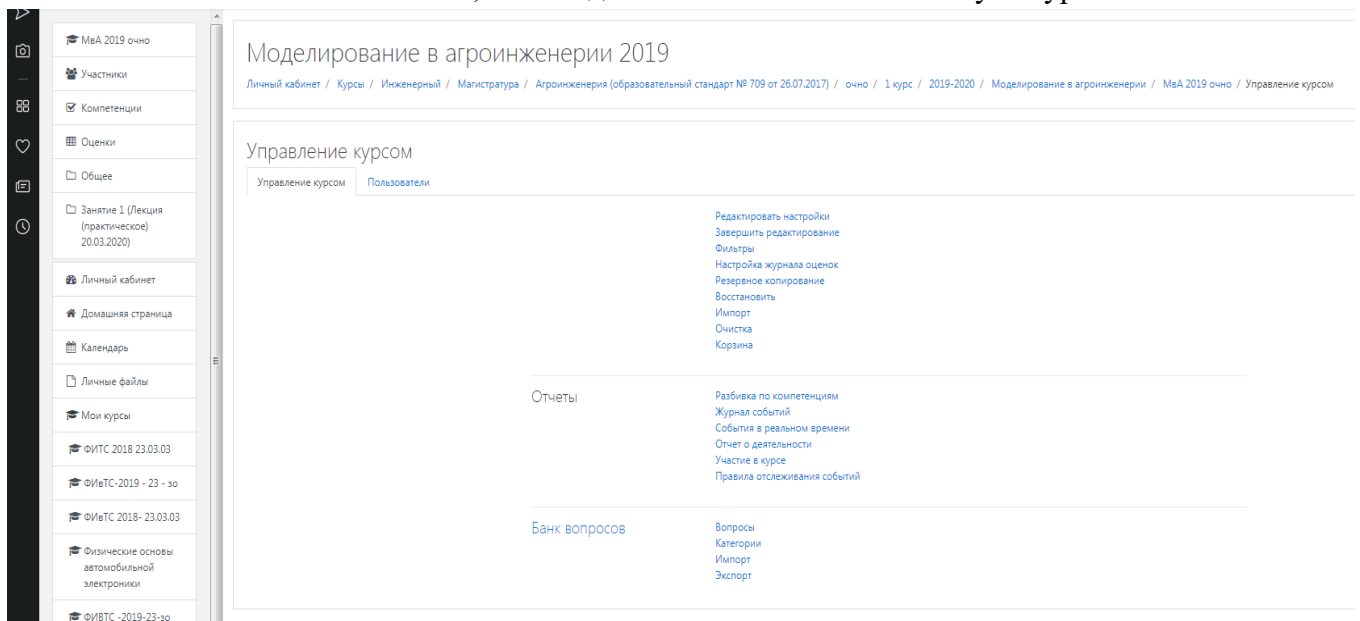 МвА 2019 очно
Участники
Компетенции
Оценки
Общее
Занятие 1 (Лекция
(практическое)
20.03.2020)
Личный кабинет
Домашняя страница
Календарь
Личные файлы
Мои курсы
ФИТС 2018 23.03.03
ФИвТС-2019 - 23 - зо
ФИвТС 2018- 23.03.03
Физические основы
автомобильной
электроники
ФИВТС -2019-23-зо
Моделирование в агроинженерии 2019
Личный кабинет / Курсы / Инженерный / Магистратура / Агроинженерия (образовательный стандарт № 709 от 26.07.2017) / очно / 1 курс / 2019-2020 / Моделирование в агроинженерии / МвА 2019 очно / Управление курсом
Управление курсом
Управление курсом Пользователи
Редактировать настройки
Завершить редактирование
Фильтры
Настройка журнала оценок
Резервное копирование
Восстановить
Импорт
Очистка
Корзина
Отчеты
Разбивка по компетенциям
Журнал событий
События в реальном времени
Отчет о деятельности
Участие в курсе
Правила отслеживания событий
Банк вопросов
Вопросы
Категории
Импорт
Экспорт